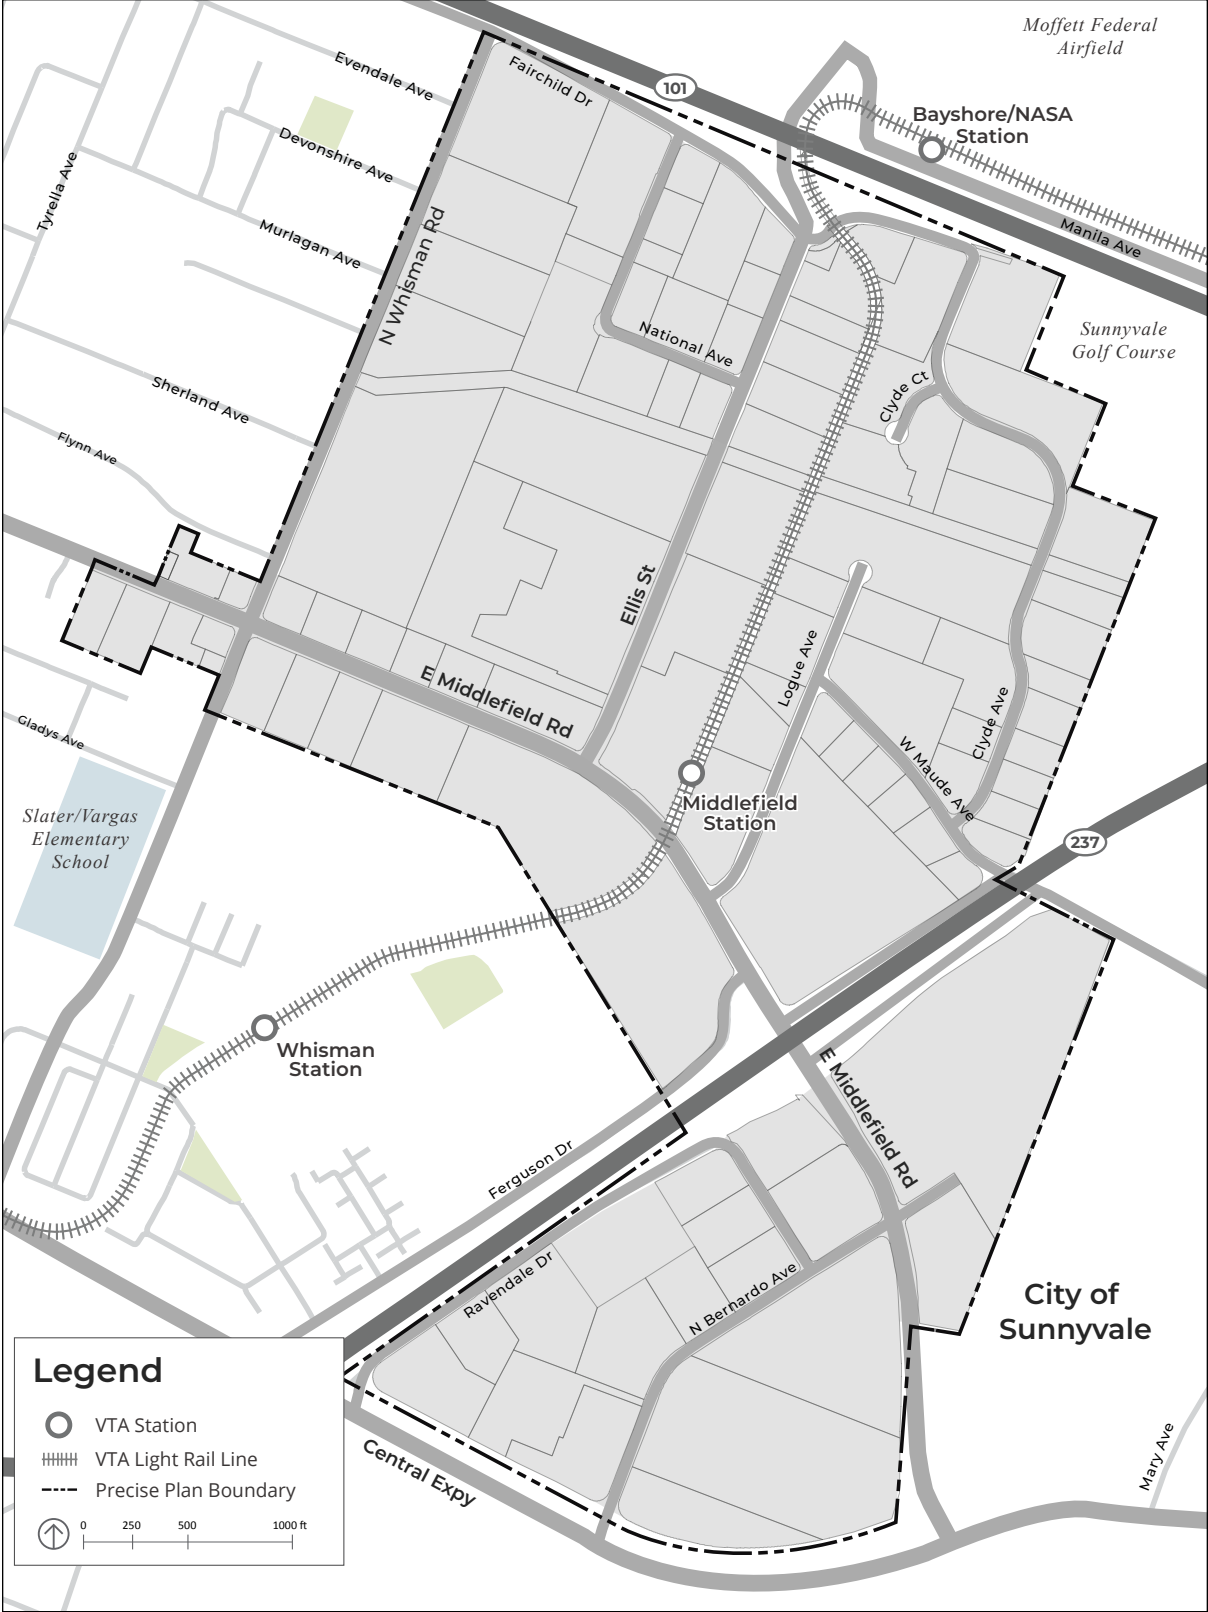 Moffett Federal
Airfield
Evendale Ave
Fairchild Dr
101
Bayshore/NASA
Station
Devonshire Ave
Tyrella Ave
Murlagan Ave
Manila Ave
N Whisman Rd
Sunnyvale
Golf Course
National Ave
Sherland Ave
Clyde Ct
Flynn Ave
Ellis St
Logue Ave
E Middlefield Rd
Clyde Ave
Gladys Ave
W Maude Ave
Middlefield
Station
Slater/Vargas
Elementary
School
237
Whisman
Station
E Middlefield Rd
Ferguson Dr
Ravendale Dr
N Bernardo Ave
City of
Sunnyvale
Central Expy
Mary Ave
Legend
VTA Station
VTA Light Rail Line
Precise Plan Boundary
0 250 500 1000 ft